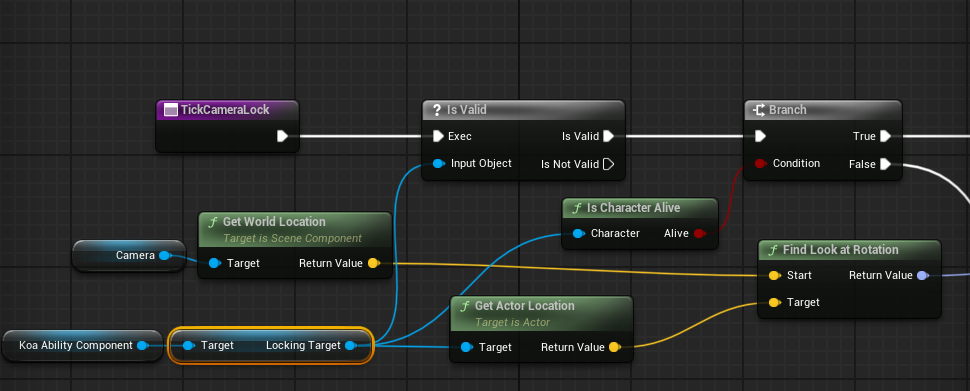 TickCameraLock
? Is Valid
Exec Is Valid
Input Object Is Not Valid
Branch
True
Condition False
f Is Character Alive
Character Alive
f Get World Location
Target is Scene Component
Target Return Value
Camera
f Find Look at Rotation
Start Return Value
Target
f Get Actor Location
Target is Actor
Target Return Value
Koa Ability Component
Target Locking Target